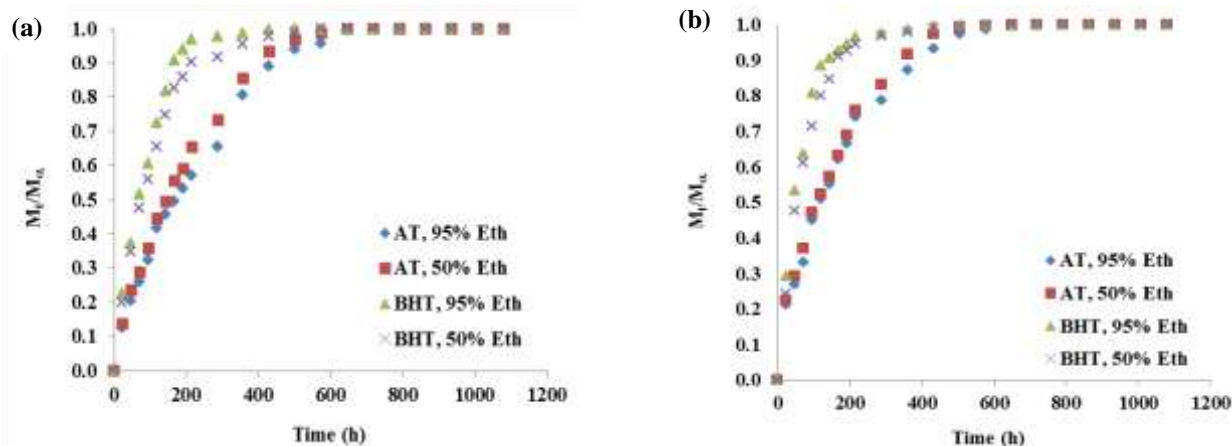 (a)
1.0
0.9
0.8
0.7
0.6
0.5
0.4
0.3
0.2
0.1
0.0
Mt/Mα
AT, 95% Eth
AT, 50% Eth
BHT, 95% Eth
BHT, 50% Eth
0 200 400 600 800 1000 1200
Time (h)
(b)
1.0
0.9
0.8
0.7
0.6
0.5
0.4
0.3
0.2
0.1
0.0
Mt/Mα
AT, 95% Eth
AT, 50% Eth
BHT, 95% Eth
BHT, 50% Eth
0 200 400 600 800 1000 1200
Time (h)